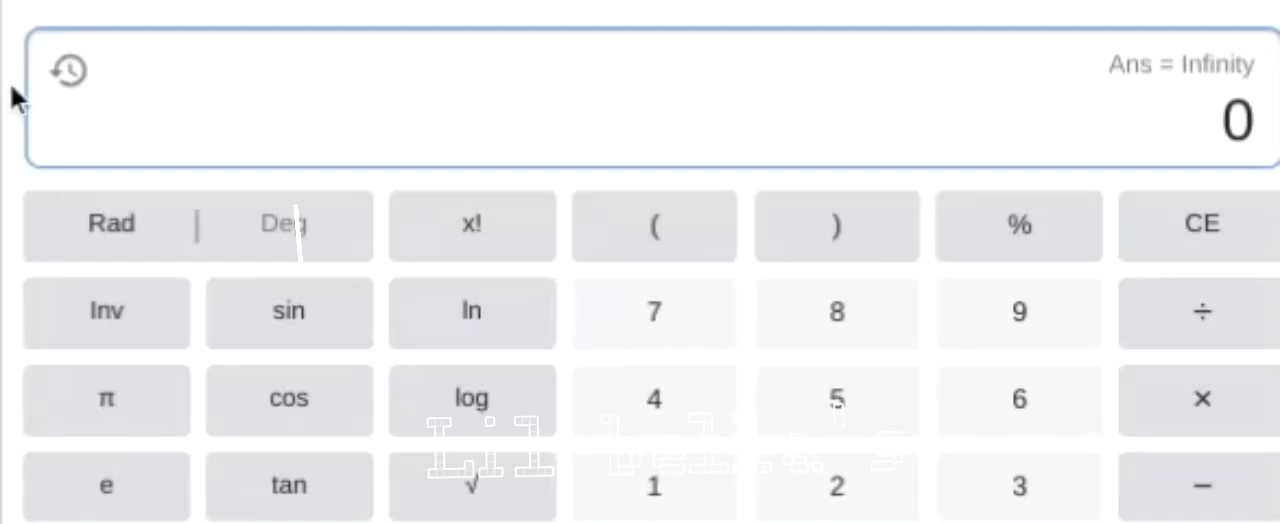 Ans = Infinity
0
Rad | Deg x! ( ) % CE
Inv sin ln 7 8 9 ÷
π cos log 4 5 6 ×
Lil
e tan √ 1 2 3 −